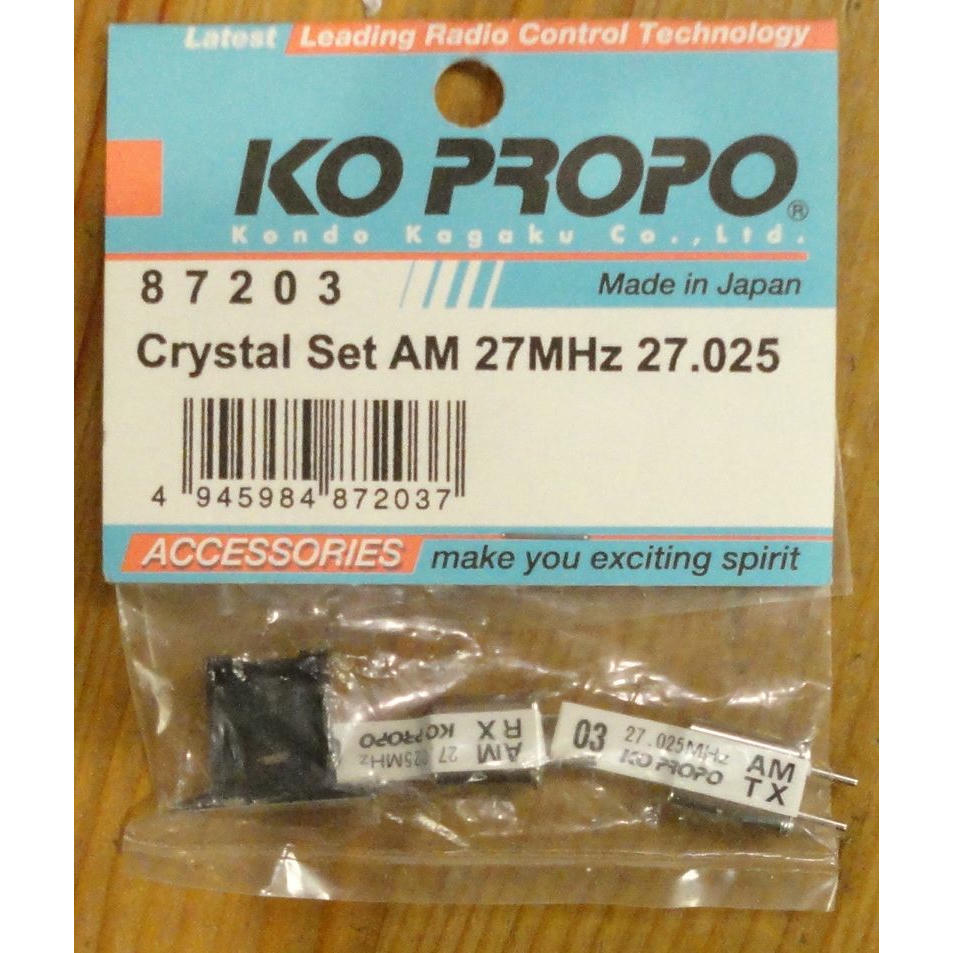 Latest Leading Radio Control Technology
KO PROPO®
Kondo Kagaku Co.,Ltd.
87203
Made in Japan
Crystal Set AM 27MHz 27.025
4 945984 872037
ACCESSORIES make you exciting spirit
AM
RX
27.025MHz
KO PROPO
03
27.025MHz
KO PROPO
AM
TX